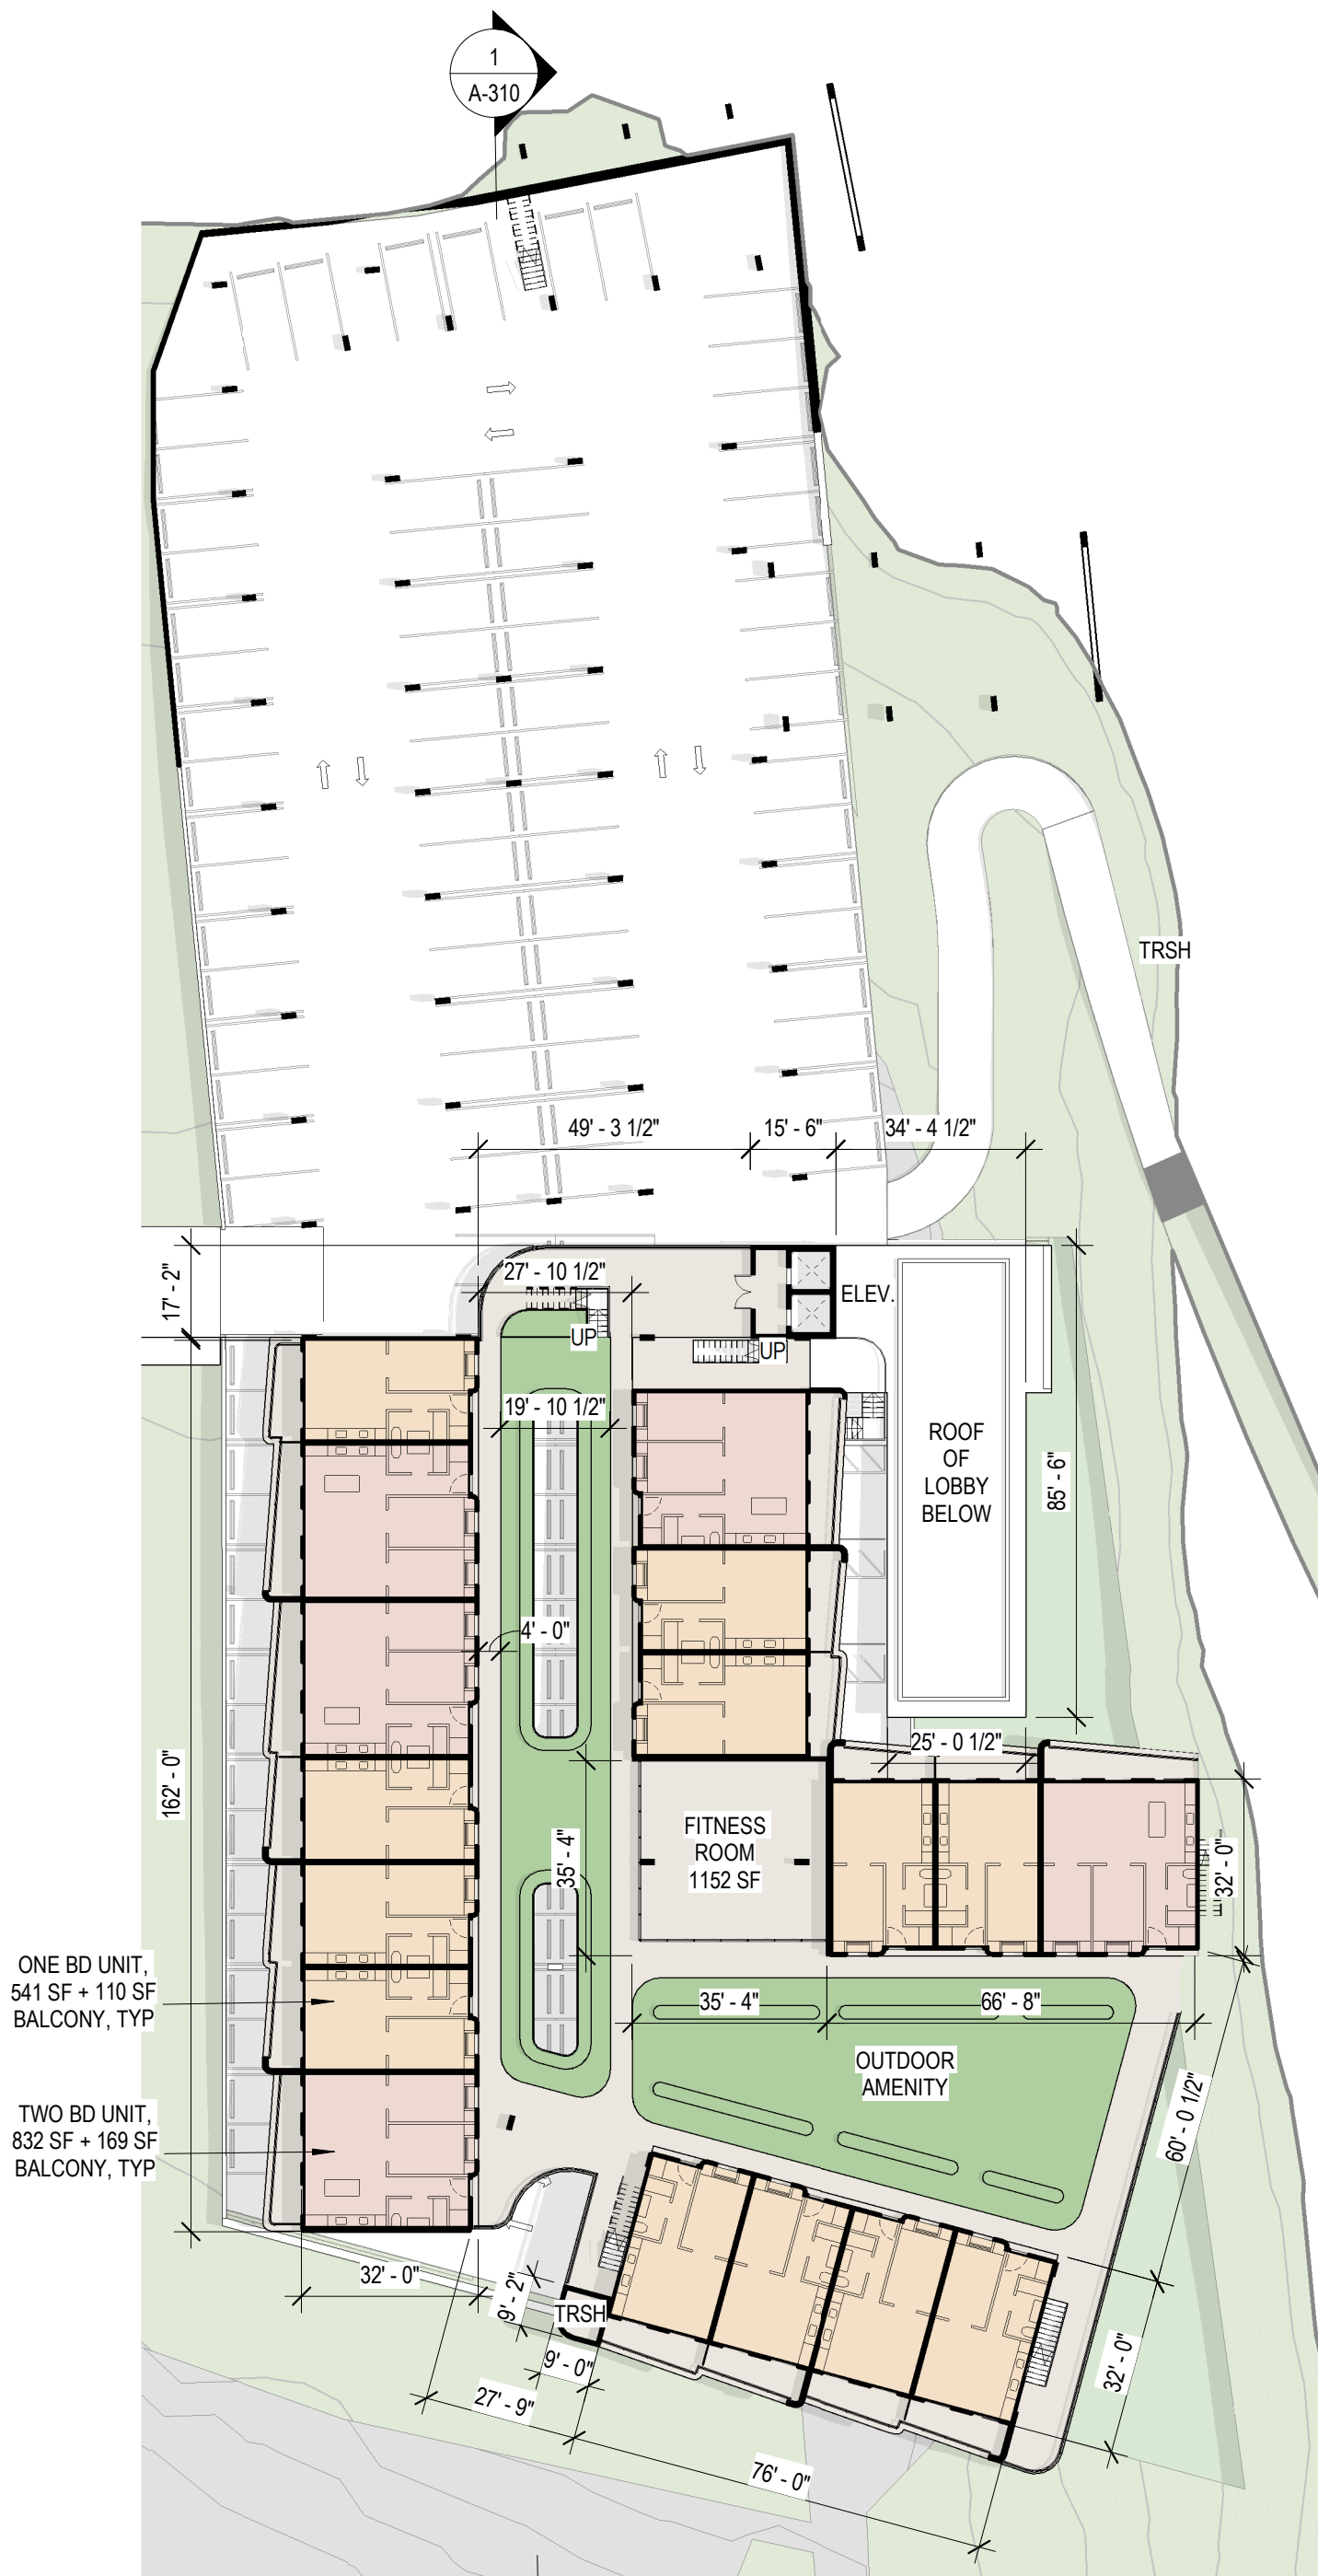 1
A-310
TRSH
49' - 3 1/2"
15' - 6"
34' - 4 1/2"
17' - 2"
27' - 10 1/2"
ELEV.
UP
UP
19' - 10 1/2"
ROOF
OF
LOBBY
BELOW
85' - 6"
4' - 0"
162' - 0"
25' - 0 1/2"
FITNESS
ROOM
1152 SF
35' - 4"
32' - 0"
ONE BD UNIT,
541 SF + 110 SF
BALCONY, TYP
35' - 4"
66' - 8"
OUTDOOR
AMENITY
TWO BD UNIT,
832 SF + 169 SF
BALCONY, TYP
60' - 0 1/2"
32' - 0"
9' - 2"
TRSH
9' - 0"
27' - 9"
32' - 0"
76' - 0"